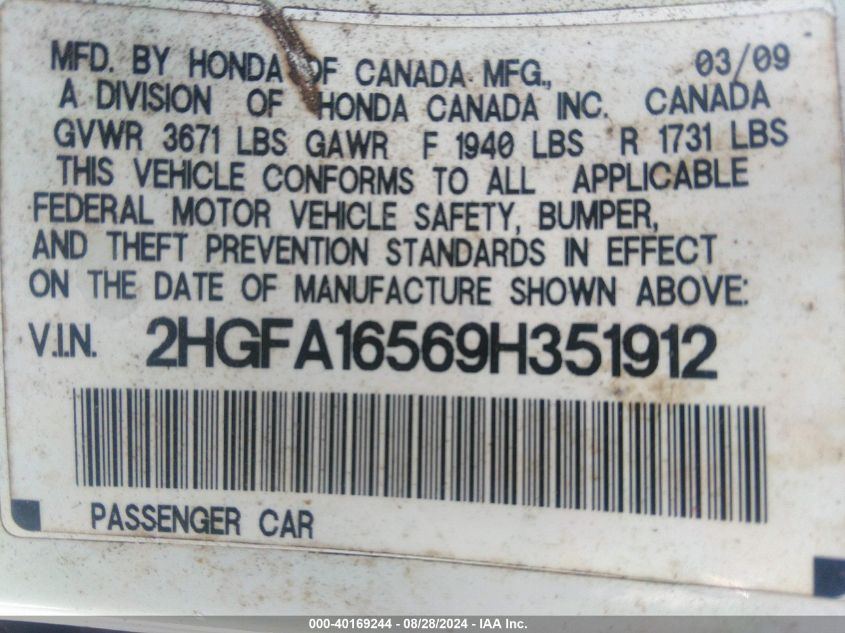 MFD. BY HONDA OF CANADA MFG., 03/09
A DIVISION OF HONDA CANADA INC. CANADA
GVWR 3671 LBS GAWR F 1940 LBS R 1731 LBS
THIS VEHICLE CONFORMS TO ALL APPLICABLE
FEDERAL MOTOR VEHICLE SAFETY, BUMPER,
AND THEFT PREVENTION STANDARDS IN EFFECT
ON THE DATE OF MANUFACTURE SHOWN ABOVE:
V.I.N. 2HGFA16569H351912
PASSENGER CAR
000-40169244 - 08/28/2024 - IAA Inc.